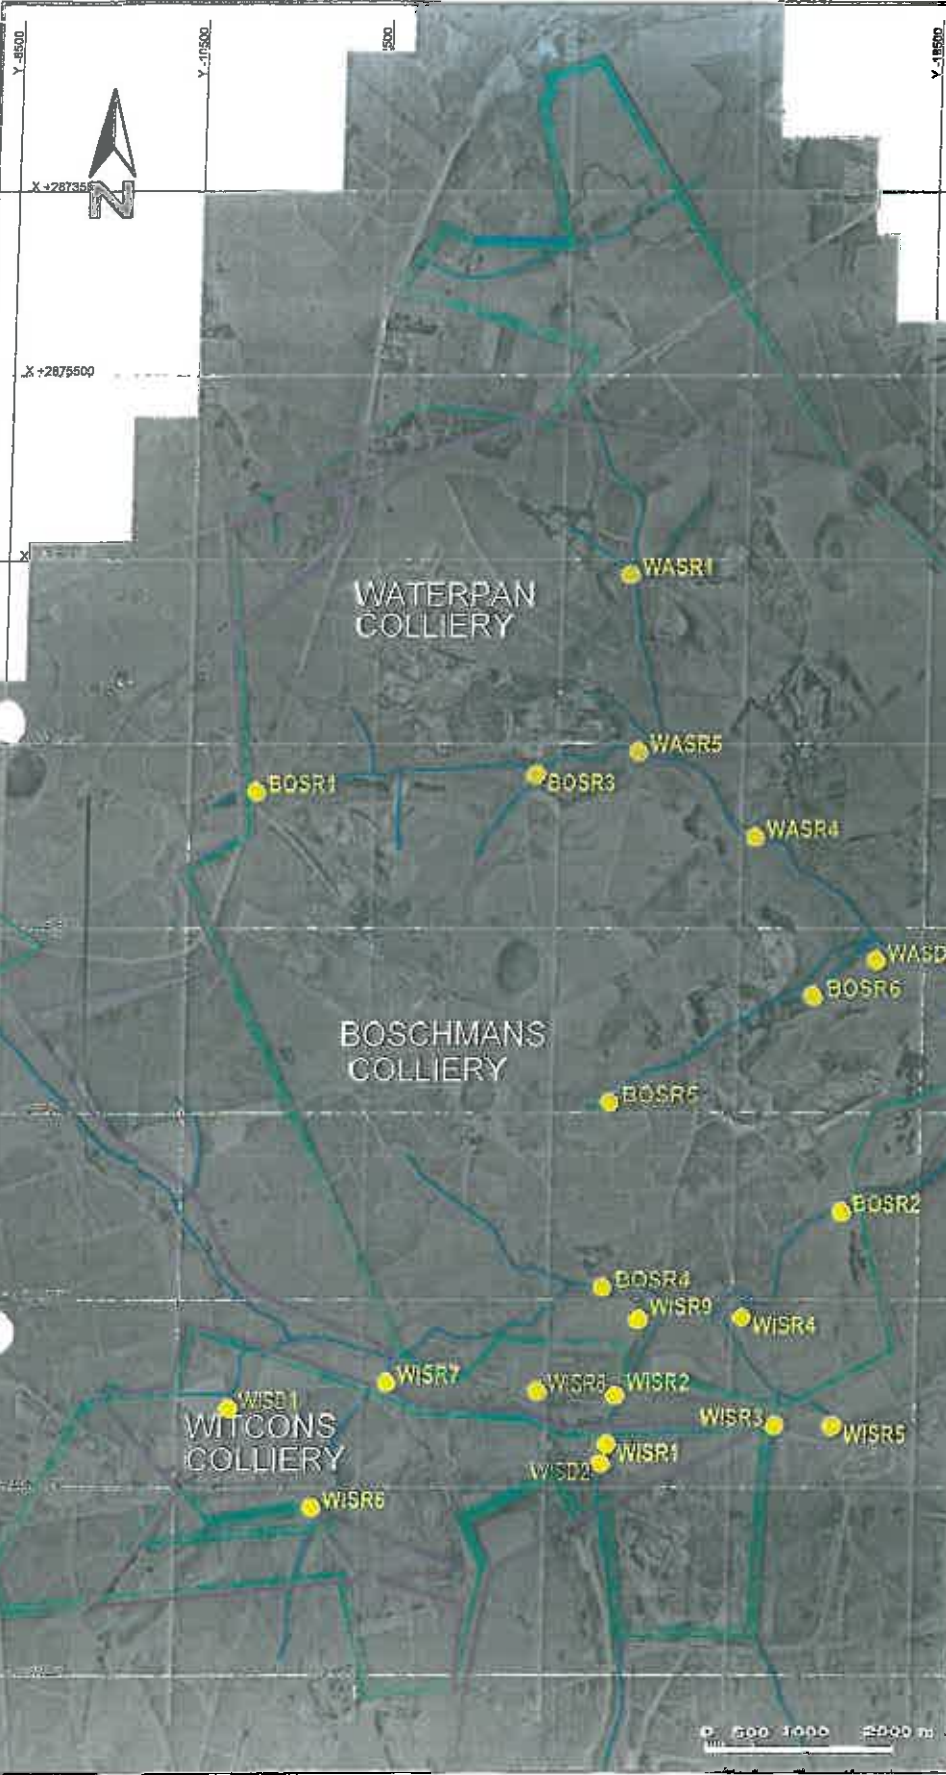 Y -8500
Y -10500
Y -18500
N
X +2875500
X
WASR1
WATERPAN
COLLIERY
WASR5
BOSR1
BOSR3
WASR4
WASD
BOSR6
BOSCHMANS
COLLIERY
BOSR2
BOSR4
WISR9
WISR4
WISR7
WISR2
WISD1
WISR3
WISR5
WITCONS
COLLIERY
WISR1
WISD2
WISR6
0 500 1000 2000 m